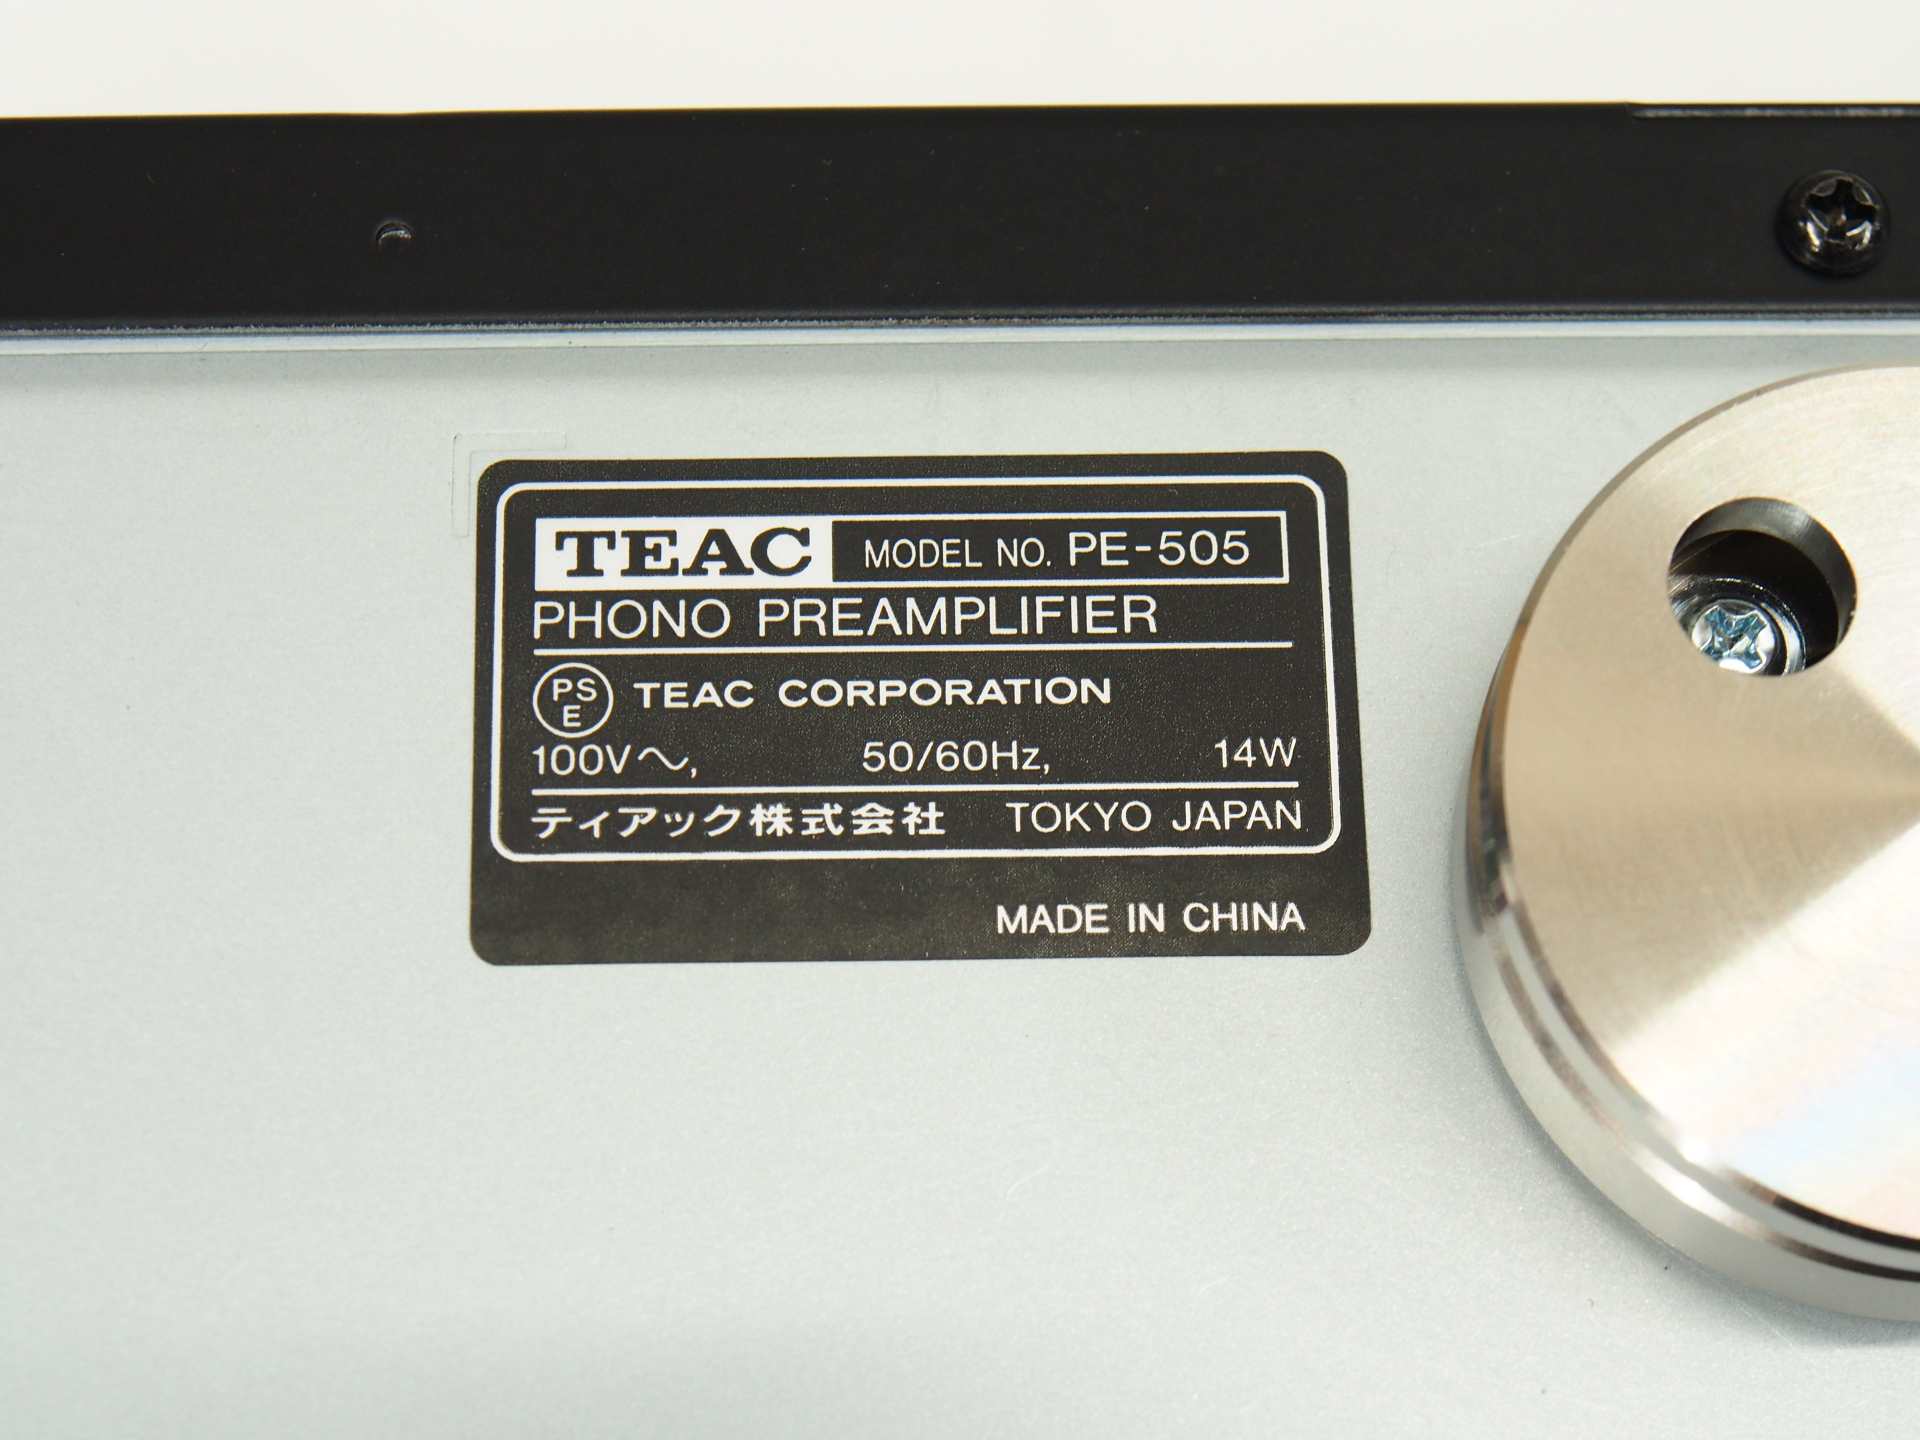 TEAC MODEL NO. PE-505
PHONO PREAMPLIFIER
PS E TEAC CORPORATION
100V～, 50/60Hz, 14W
ティアック株式会社 TOKYO JAPAN
MADE IN CHINA